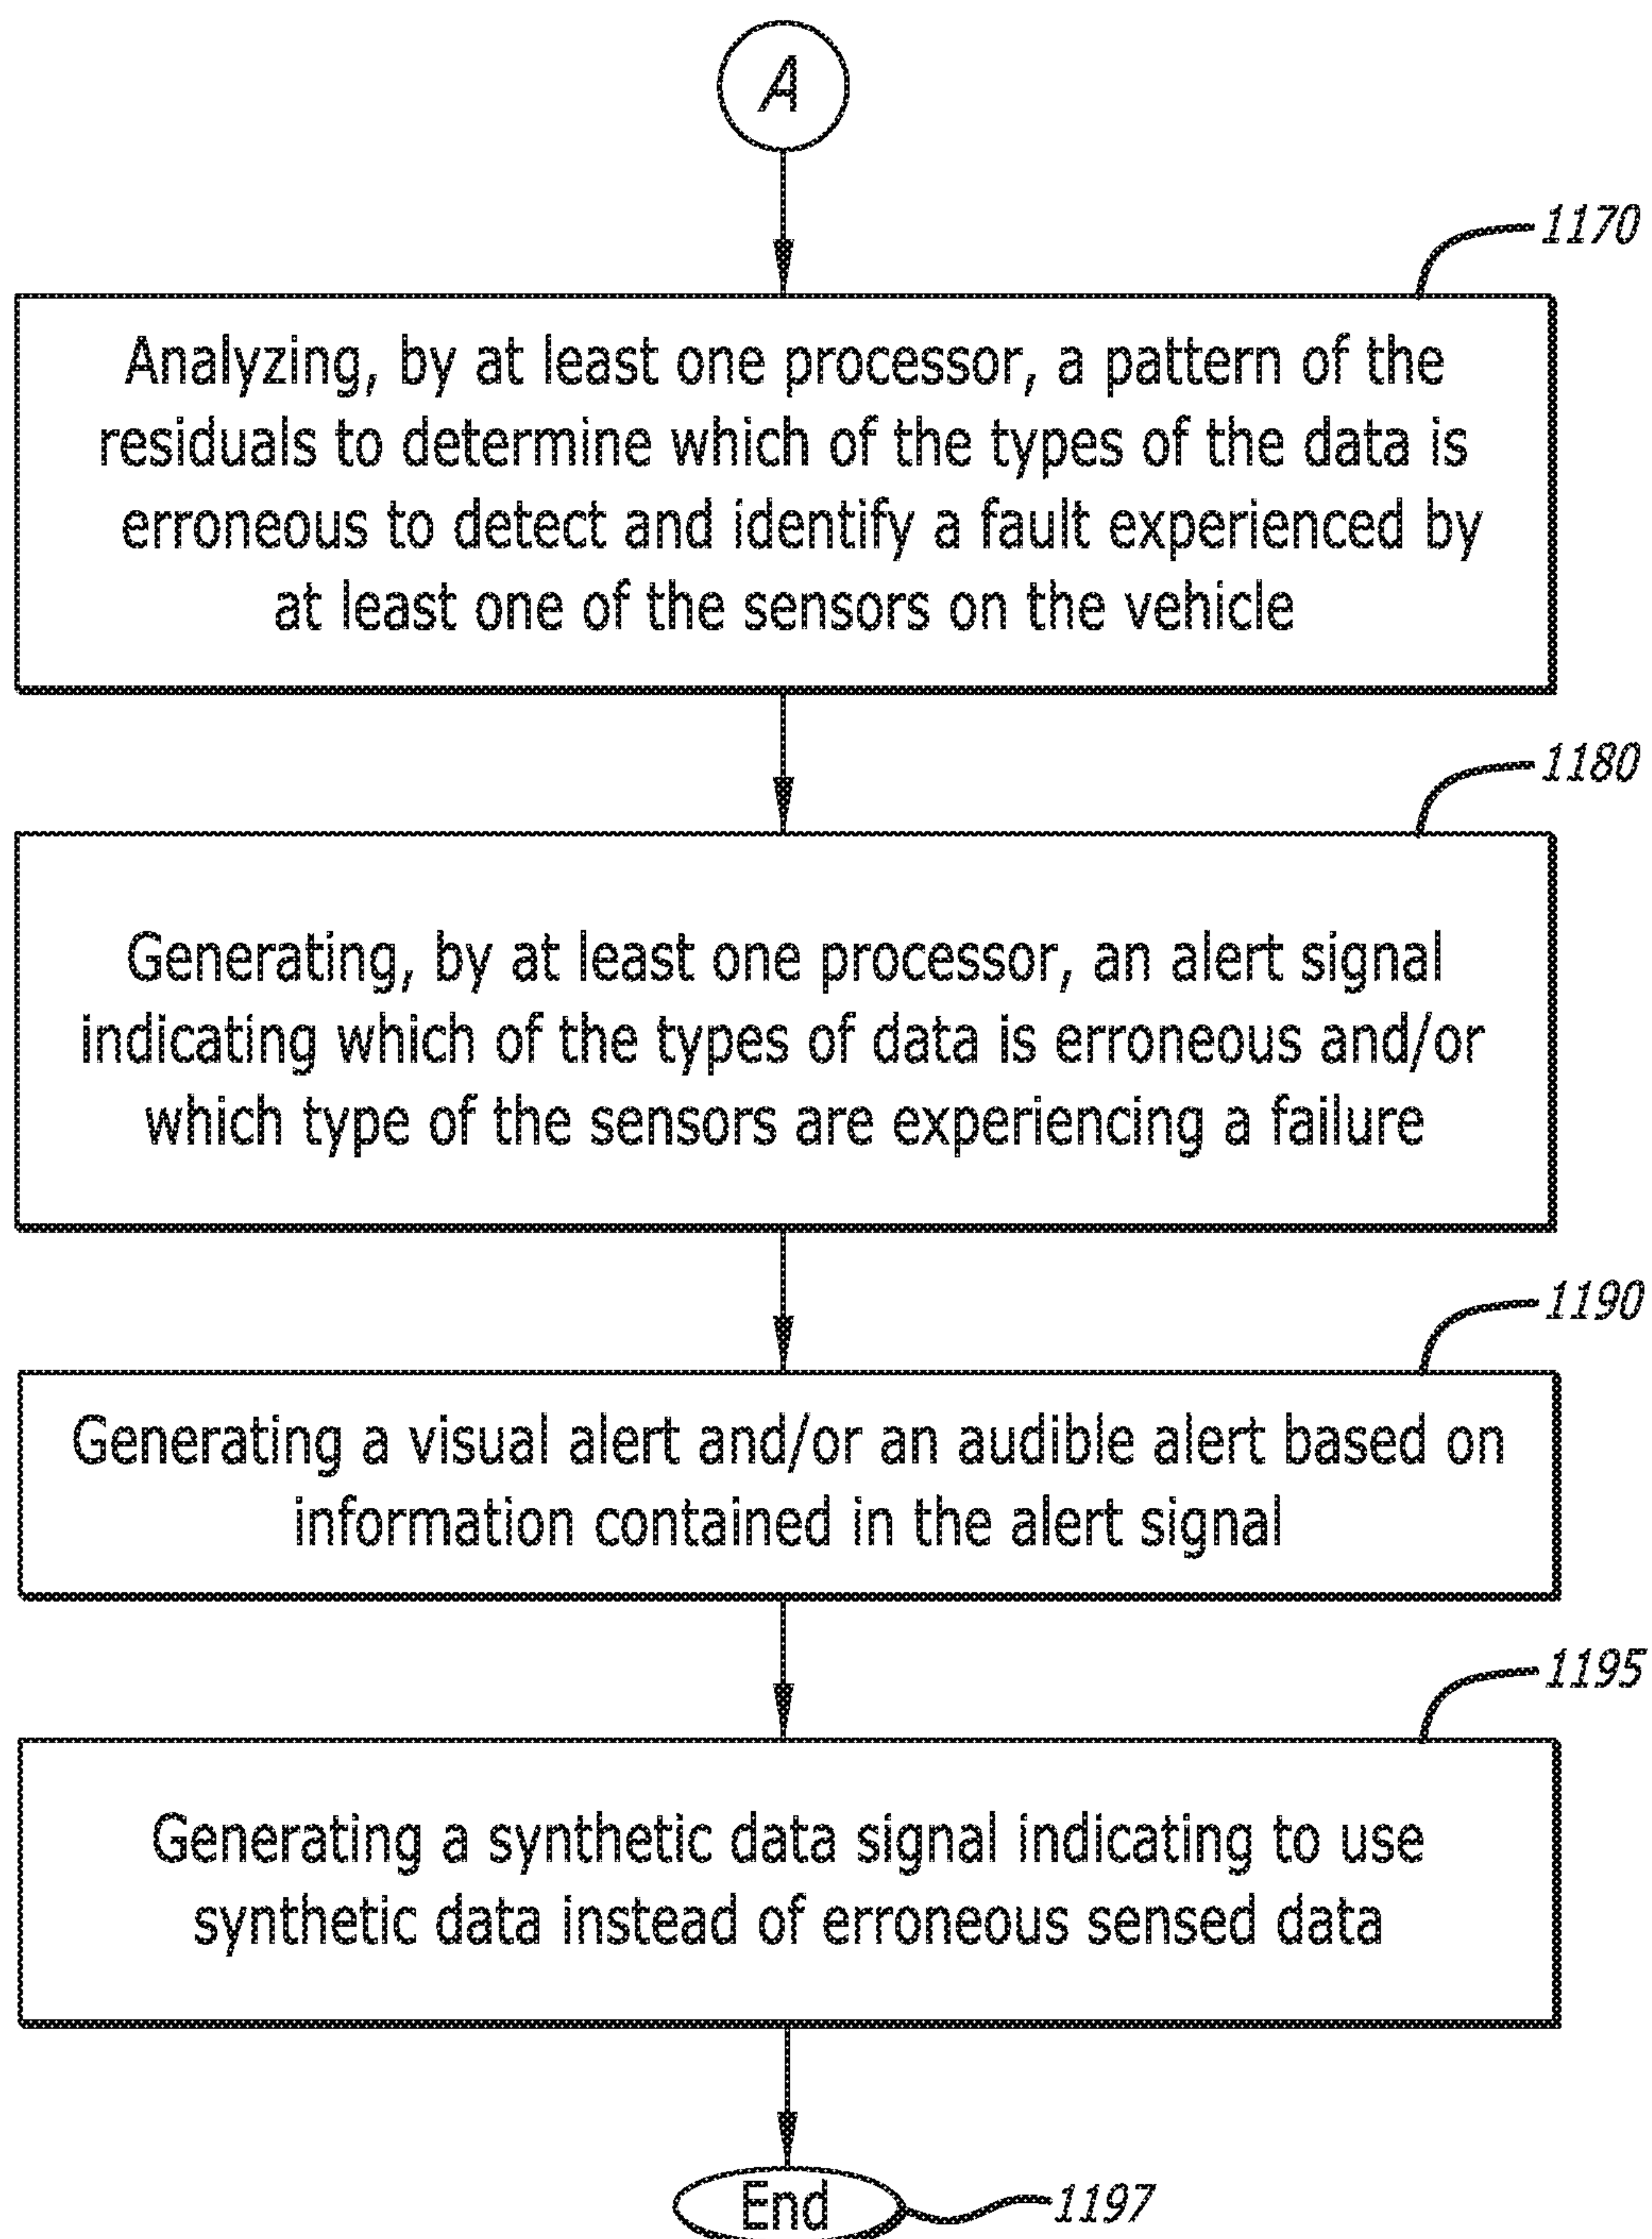 A
1170
Analyzing, by at least one processor, a pattern of the
residuals to determine which of the types of the data is
erroneous to detect and identify a fault experienced by
at least one of the sensors on the vehicle
1180
Generating, by at least one processor, an alert signal
indicating which of the types of data is erroneous and/or
which type of the sensors are experiencing a failure
1190
Generating a visual alert and/or an audible alert based on
information contained in the alert signal
1195
Generating a synthetic data signal indicating to use
synthetic data instead of erroneous sensed data
End
1197